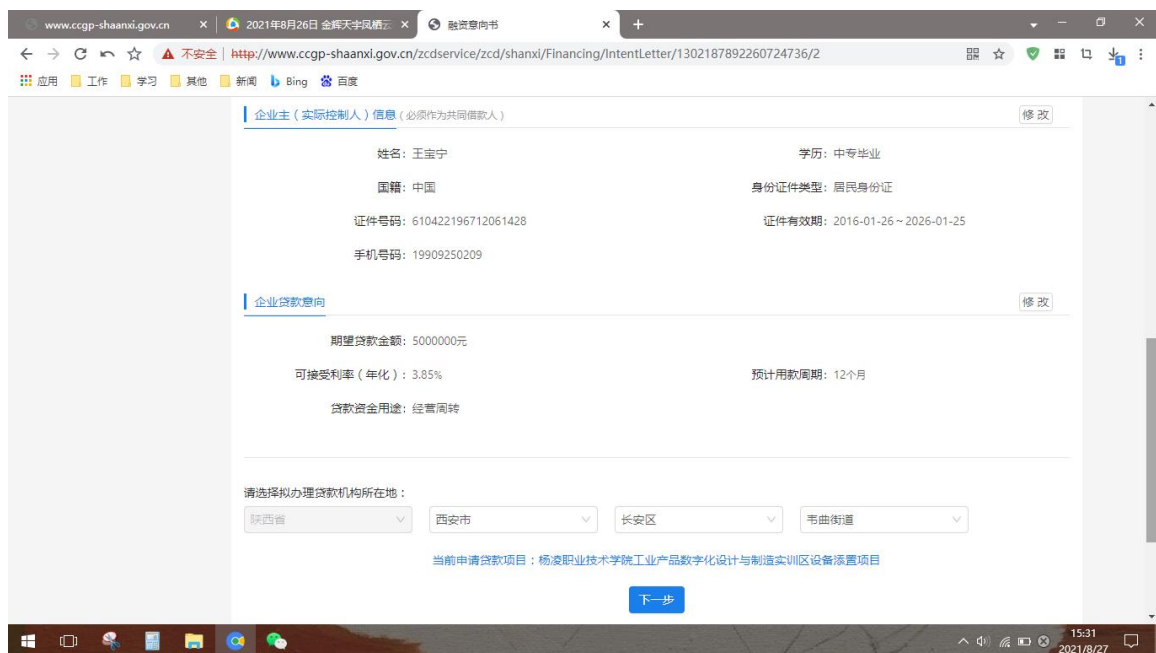 www.ccgp-shaanxi.gov.cn × 2021年8月26日 金辉天宇凤栖云 × 融资意向书 × +
不安全 http://www.ccgp-shaanxi.gov.cn/zcdservice/zcd/shanxi/Financing/IntentLetter/1302187892260724736/2
应用 工作 学习 其他 新闻 Bing 百度
企业主(实际控制人)信息(必须作为共同借款人) 修改
姓名:王宝宁 学历:中专毕业
国籍:中国 身份证件类型:居民身份证
证件号码:610422196712061428 证件有效期:2016-01-26~2026-01-25
手机号码:19909250209
企业贷款意向 修改
期望贷款金额:5000000元
可接受利率(年化):3.85% 预计用款周期:12个月
贷款资金用途:经营周转
请选择拟办理贷款机构所在地:
陕西省 西安市 长安区 韦曲街道
当前申请贷款项目:杨凌职业技术学院工业产品数字化设计与制造实训区设备添置项目
下一步
15:31
2021/8/27